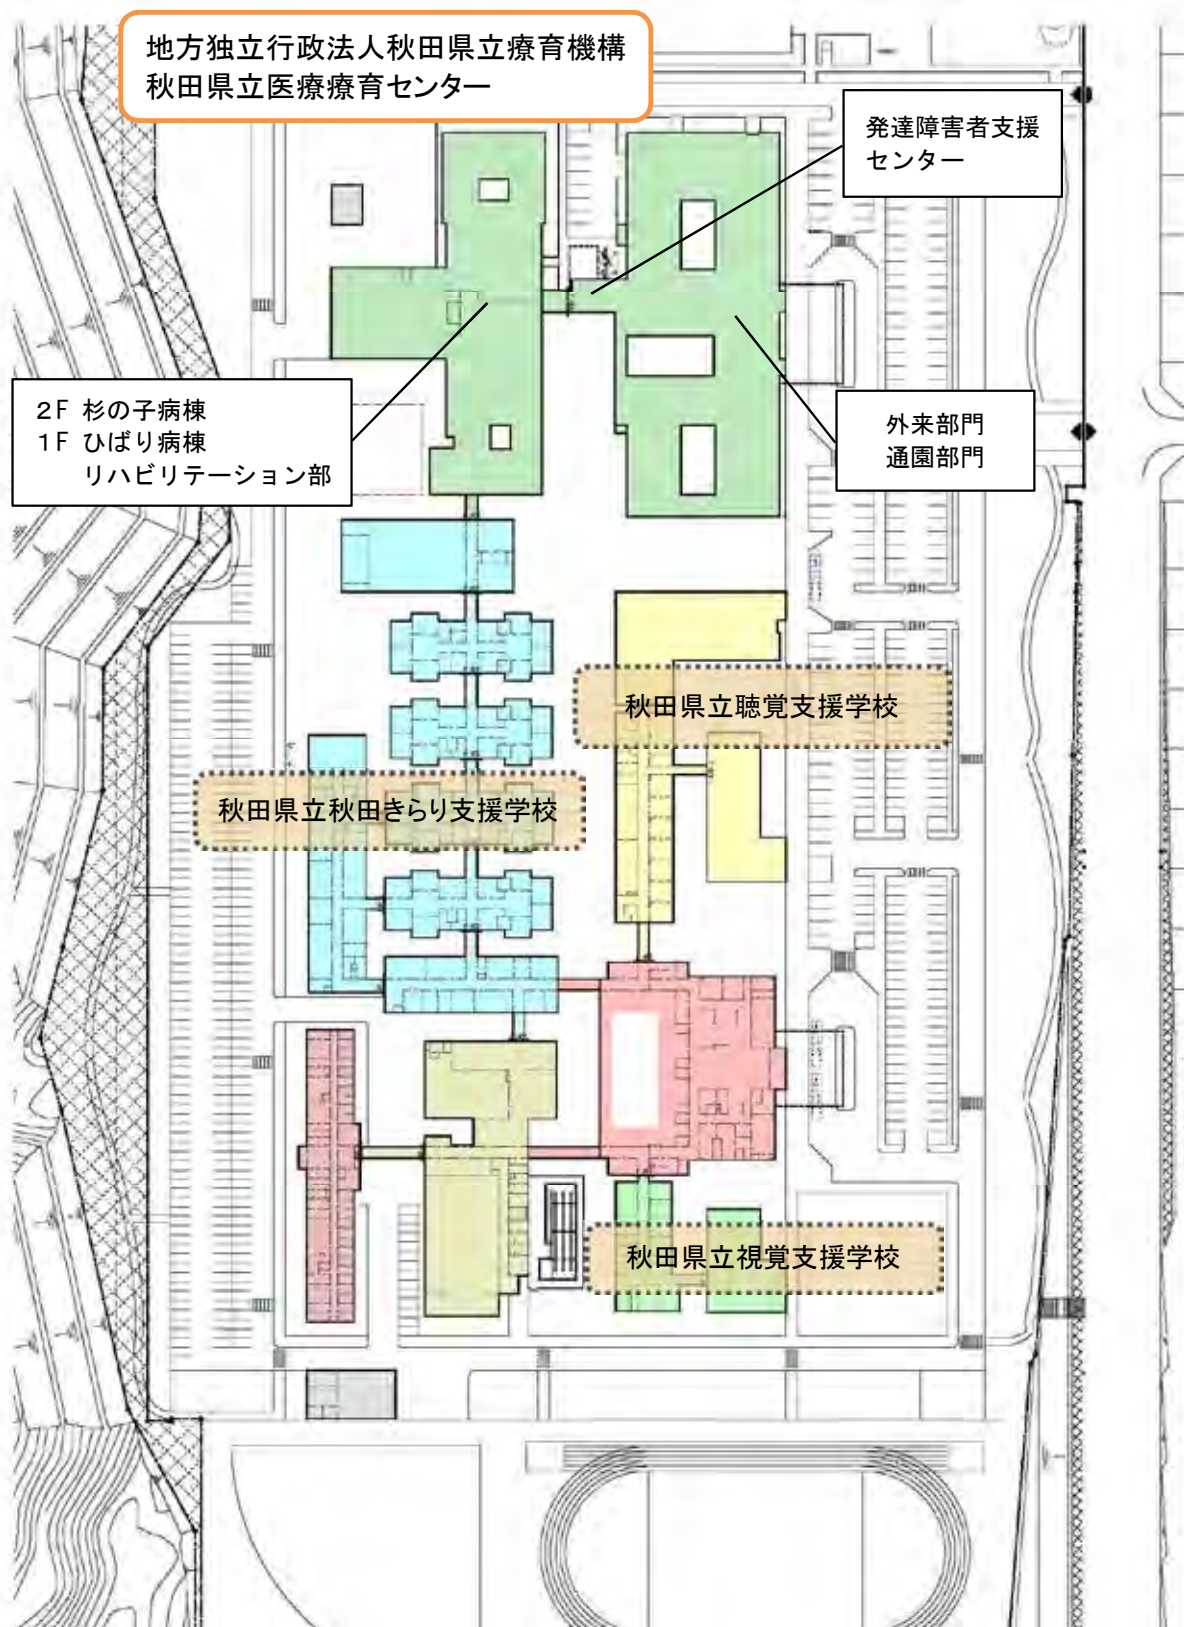 地方独立行政法人秋田県立療育機構
秋田県立医療療育センター
発達障害者支援
センター
2F 杉の子病棟
1F ひばり病棟
リハビリテーション部
外来部門
通園部門
秋田県立聴覚支援学校
秋田県立秋田きらり支援学校
秋田県立視覚支援学校